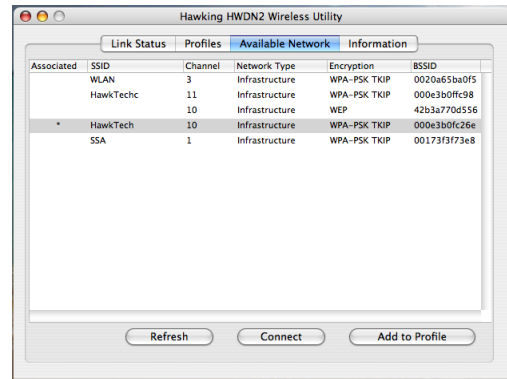 Hawking HWDN2 Wireless Utility
Link Status Profiles Available Network Information
Associated SSID Channel Network Type Encryption BSSID
WLAN 3 Infrastructure WPA-PSK TKIP 0020a65ba0f5
HawkTechc 11 Infrastructure WPA-PSK TKIP 000e3b0ffc98
10 Infrastructure WEP 42b3a770d556
* HawkTech 10 Infrastructure WPA-PSK TKIP 000e3b0fc26e
SSA 1 Infrastructure WPA-PSK TKIP 00173f3f73e8
Refresh Connect Add to Profile